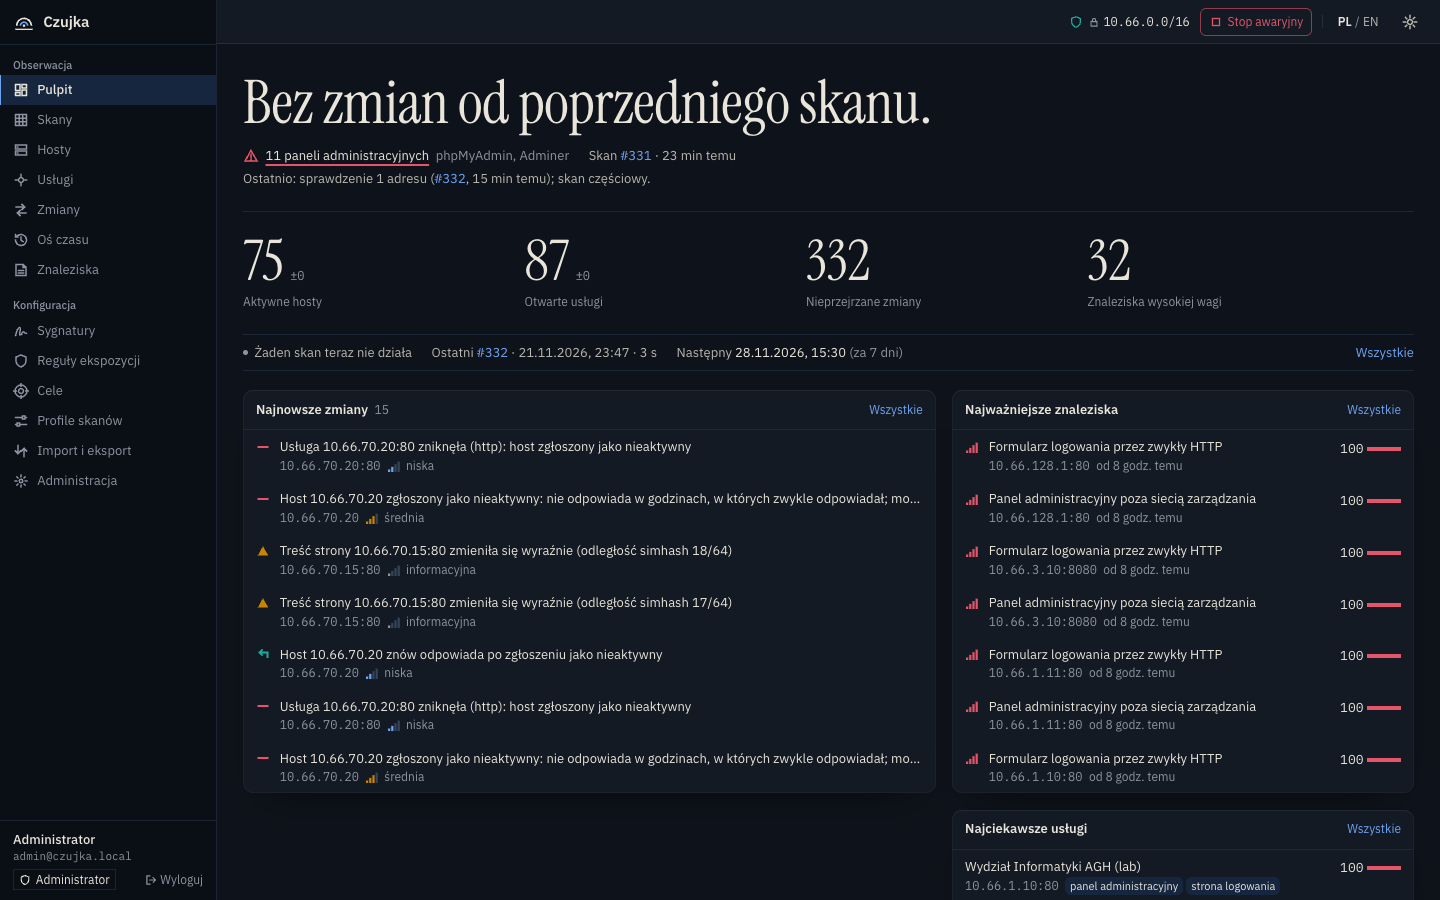 Czujka
10.66.0.0/16
Stop awaryjny
PL / EN
Obserwacja
Pulpit
Skany
Hosty
Usługi
Zmiany
Oś czasu
Znaleziska
Konfiguracja
Sygnatury
Reguły ekspozycji
Cele
Profile skanów
Import i eksport
Administracja
Administrator
admin@czujka.local
Administrator
Wyloguj
Bez zmian od poprzedniego skanu.
11 paneli administracyjnych phpMyAdmin, Adminer Skan #331 · 23 min temu
Ostatnio: sprawdzenie 1 adresu (#332, 15 min temu); skan częściowy.
75 ±0
Aktywne hosty
87 ±0
Otwarte usługi
332
Nieprzejrzane zmiany
32
Znaleziska wysokiej wagi
Żaden skan teraz nie działa Ostatni #332 · 21.11.2026, 23:47 · 3 s Następny 28.11.2026, 15:30 (za 7 dni) Wszystkie
Najnowsze zmiany 15 Wszystkie
Usługa 10.66.70.20:80 zniknęła (http): host zgłoszony jako nieaktywny
10.66.70.20:80 niska
Host 10.66.70.20 zgłoszony jako nieaktywny: nie odpowiada w godzinach, w których zwykle odpowiadał; mo…
10.66.70.20 średnia
Treść strony 10.66.70.15:80 zmieniła się wyraźnie (odległość simhash 18/64)
10.66.70.15:80 informacyjna
Treść strony 10.66.70.15:80 zmieniła się wyraźnie (odległość simhash 17/64)
10.66.70.15:80 informacyjna
Host 10.66.70.20 znów odpowiada po zgłoszeniu jako nieaktywny
10.66.70.20 niska
Usługa 10.66.70.20:80 zniknęła (http): host zgłoszony jako nieaktywny
10.66.70.20:80 niska
Host 10.66.70.20 zgłoszony jako nieaktywny: nie odpowiada w godzinach, w których zwykle odpowiadał; mo…
10.66.70.20 średnia
Najważniejsze znaleziska Wszystkie
Formularz logowania przez zwykły HTTP 100
10.66.128.1:80 od 8 godz. temu
Panel administracyjny poza siecią zarządzania 100
10.66.128.1:80 od 8 godz. temu
Formularz logowania przez zwykły HTTP 100
10.66.3.10:8080 od 8 godz. temu
Panel administracyjny poza siecią zarządzania 100
10.66.3.10:8080 od 8 godz. temu
Formularz logowania przez zwykły HTTP 100
10.66.1.11:80 od 8 godz. temu
Panel administracyjny poza siecią zarządzania 100
10.66.1.11:80 od 8 godz. temu
Formularz logowania przez zwykły HTTP 100
10.66.1.10:80 od 8 godz. temu
Najciekawsze usługi Wszystkie
Wydział Informatyki AGH (lab) 100
10.66.1.10:80 panel administracyjny strona logowania